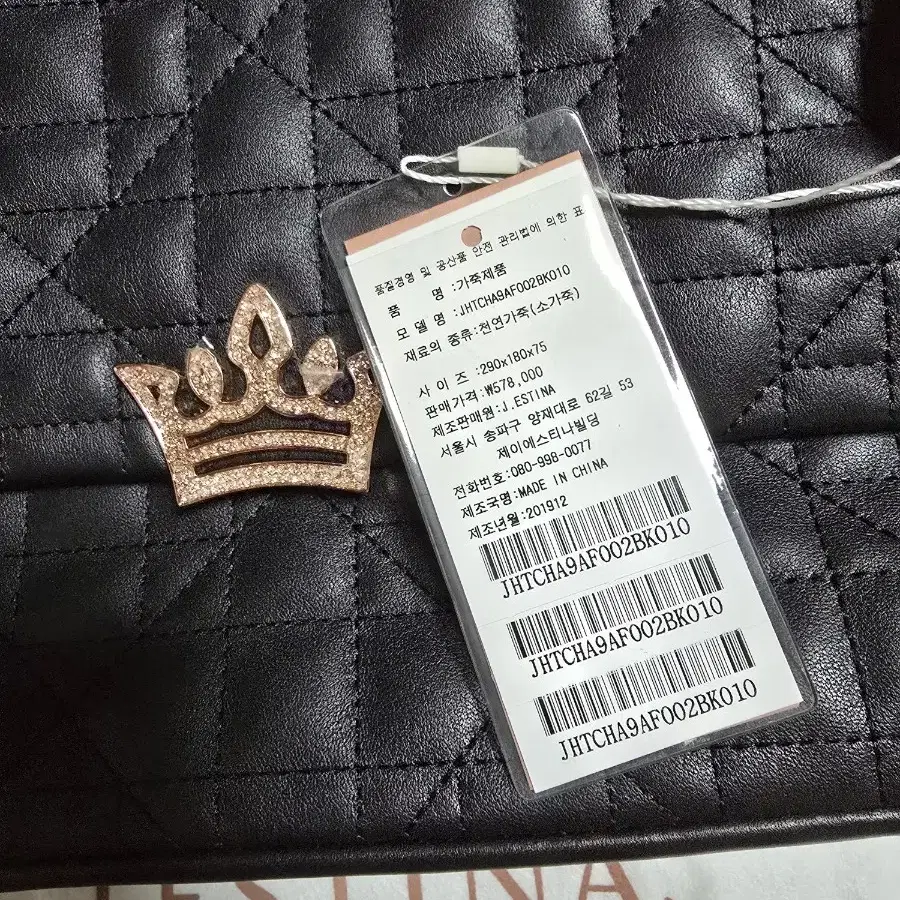 품질경영 및 공산품 안전 관리법에 의한 표
품 명 :가죽제품
모 델 명 :JHTCHA9AF002BK010
재료의 종류:천연가죽(소가죽)
사 이 즈 :290x180x75
판매가격:₩578,000
제조판매원:J.ESTINA
서울시 송파구 양재대로 62길 53
제이에스티나빌딩
전화번호:080-998-0077
제조국명:MADE IN CHINA
제조년월:201912
JHTCHA9AF002BK010
JHTCHA9AF002BK010
JHTCHA9AF002BK010
ESTINA.